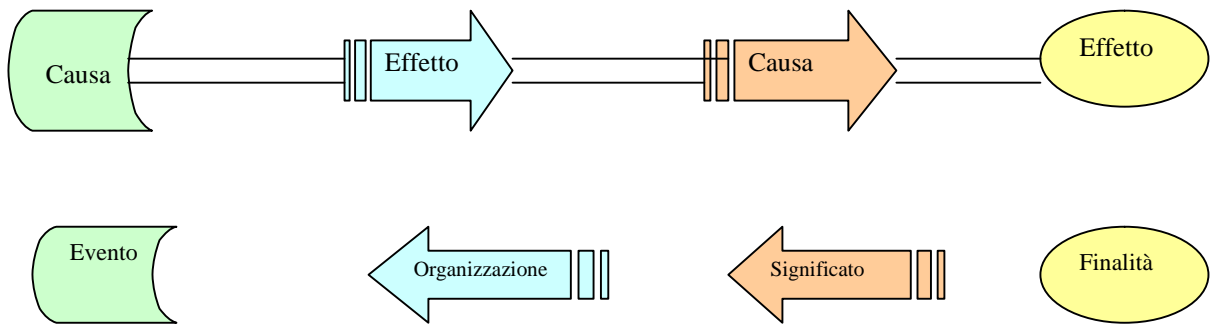 Causa
Effetto
Causa
Effetto
Evento
Organizzazione
Significato
Finalità